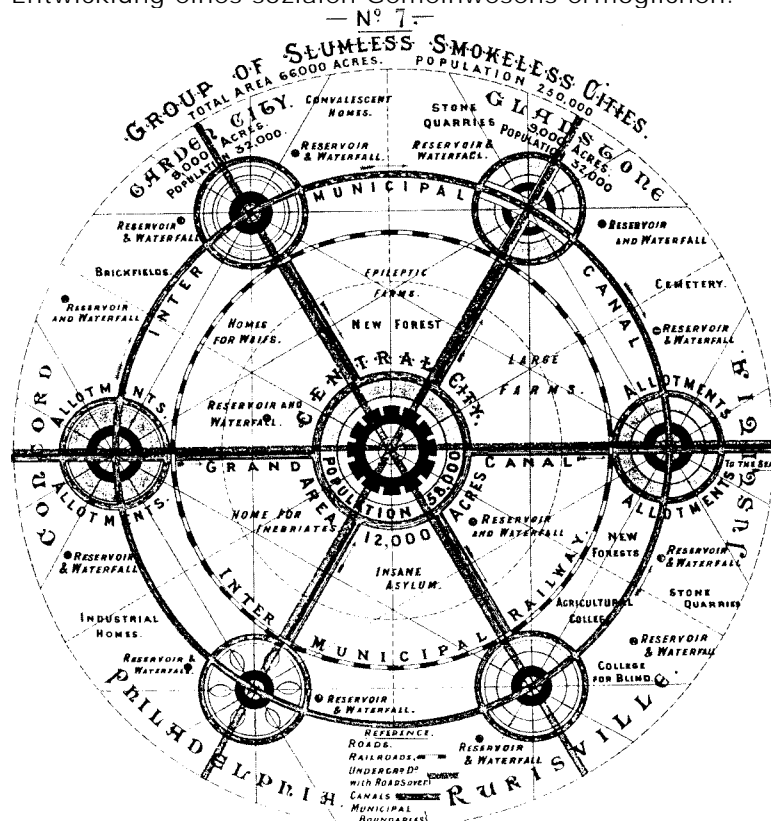 Entwicklung eines sozialen Gemeinwesens ermöglichen.
— Nº 7. —
GROUP OF SLUMLESS SMOKELESS CITIES.
TOTAL AREA 66000 ACRES. POPULATION 250,000
GARDEN CITY.
9,000 ACRES.
POPULATION 32,000.
GLADSTONE
9,000 ACRES
POPULATION 32,000
CONVALESCENT
HOMES.
STONE
QUARRIES
RESERVOIR
& WATERFALL
RESERVOIR &
WATERFALL.
INTER MUNICIPAL CANAL
RESERVOIR
& WATERFALL
RESERVOIR
AND WATERFALL
BRICKFIELDS.
EPILEPTIC
FARMS.
CEMETERY.
RESERVOIR
AND WATERFALL
HOMES
FOR WAIFS.
NEW FOREST
RESERVOIR
& WATERFALL
LARGE
FARMS.
CONCORD
ALLOTMENTS.
ALLOTMENTS.
RESERVOIR AND
WATERFALL.
CENTRAL CITY.
ALLOTMENTS
ALLOTMENTS
JUSTITIA
GRAND CANAL
TO THE SEA
AREA 12,000 ACRES
POPULATION 58,000
HOME FOR
INEBRIATES
RESERVOIR
AND WATERFALL
RESERVOIR
& WATERFALL
INSANE
ASYLUM.
NEW
FORESTS
RESERVOIR
& WATERFALL
INTER MUNICIPAL RAILWAY.
AGRICULTURAL
COLLEGE
STONE
QUARRIES
INDUSTRIAL
HOMES.
RESERVOIR
& WATERFALL
RESERVOIR &
WATERFALL.
COLLEGE
FOR BLIND.
RESERVOIR
& WATERFALL.
PHILADELPHIA.
RURISVILLE.
RESERVOIR
& WATERFALL
REFERENCE.
ROADS.
RAILROADS,
UNDERGRD Dº
with ROADS over
CANALS
MUNICIPAL
BOUNDARIES